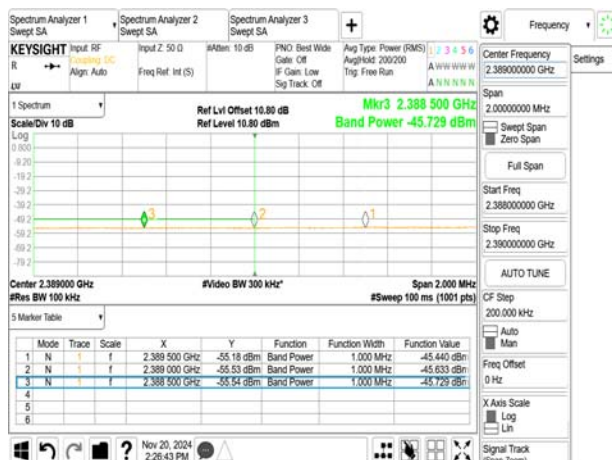 Spectrum Analyzer 1
Swept SA
Spectrum Analyzer 2
Swept SA
Spectrum Analyzer 3
Swept SA
+
Frequency
Settings
KEYSIGHT Input: RF
Coupling: DC
Align: Auto
R
Input Z: 50 Ω
Freq Ref: Int (S)
#Atten: 10 dB
PNO: Best Wide
Gate: Off
IF Gain: Low
Sig Track: Off
Avg Type: Power (RMS)
Avg|Hold: 200/200
Trig: Free Run
1 2 3 4 5 6
A W W W W W
A N N N N N
1 Spectrum
Scale/Div 10 dB
Ref Lvl Offset 10.80 dB
Ref Level 10.80 dBm
Mkr3 2.388 500 GHz
Band Power -45.729 dBm
Log
0.800
-9.20
-19.2
-29.2
-39.2
-49.2
-59.2
-69.2
-79.2
3
2
1
Center 2.389000 GHz
#Res BW 100 kHz
#Video BW 300 kHz*
Span 2.000 MHz
#Sweep 100 ms (1001 pts)
5 Marker Table
Mode Trace Scale X Y Function Function Width Function Value
1 N 1 f 2.389 500 GHz -55.18 dBm Band Power 1.000 MHz -45.440 dBm
2 N 1 f 2.389 000 GHz -55.53 dBm Band Power 1.000 MHz -45.633 dBm
3 N 1 f 2.388 500 GHz -55.54 dBm Band Power 1.000 MHz -45.729 dBm
4
5
6
Nov 20, 2024
2:26:43 PM
Center Frequency
2.389000000 GHz
Span
2.00000000 MHz
Swept Span
Zero Span
Full Span
Start Freq
2.388000000 GHz
Stop Freq
2.390000000 GHz
AUTO TUNE
CF Step
200.000 kHz
Auto
Man
Freq Offset
0 Hz
X Axis Scale
Log
Lin
Signal Track